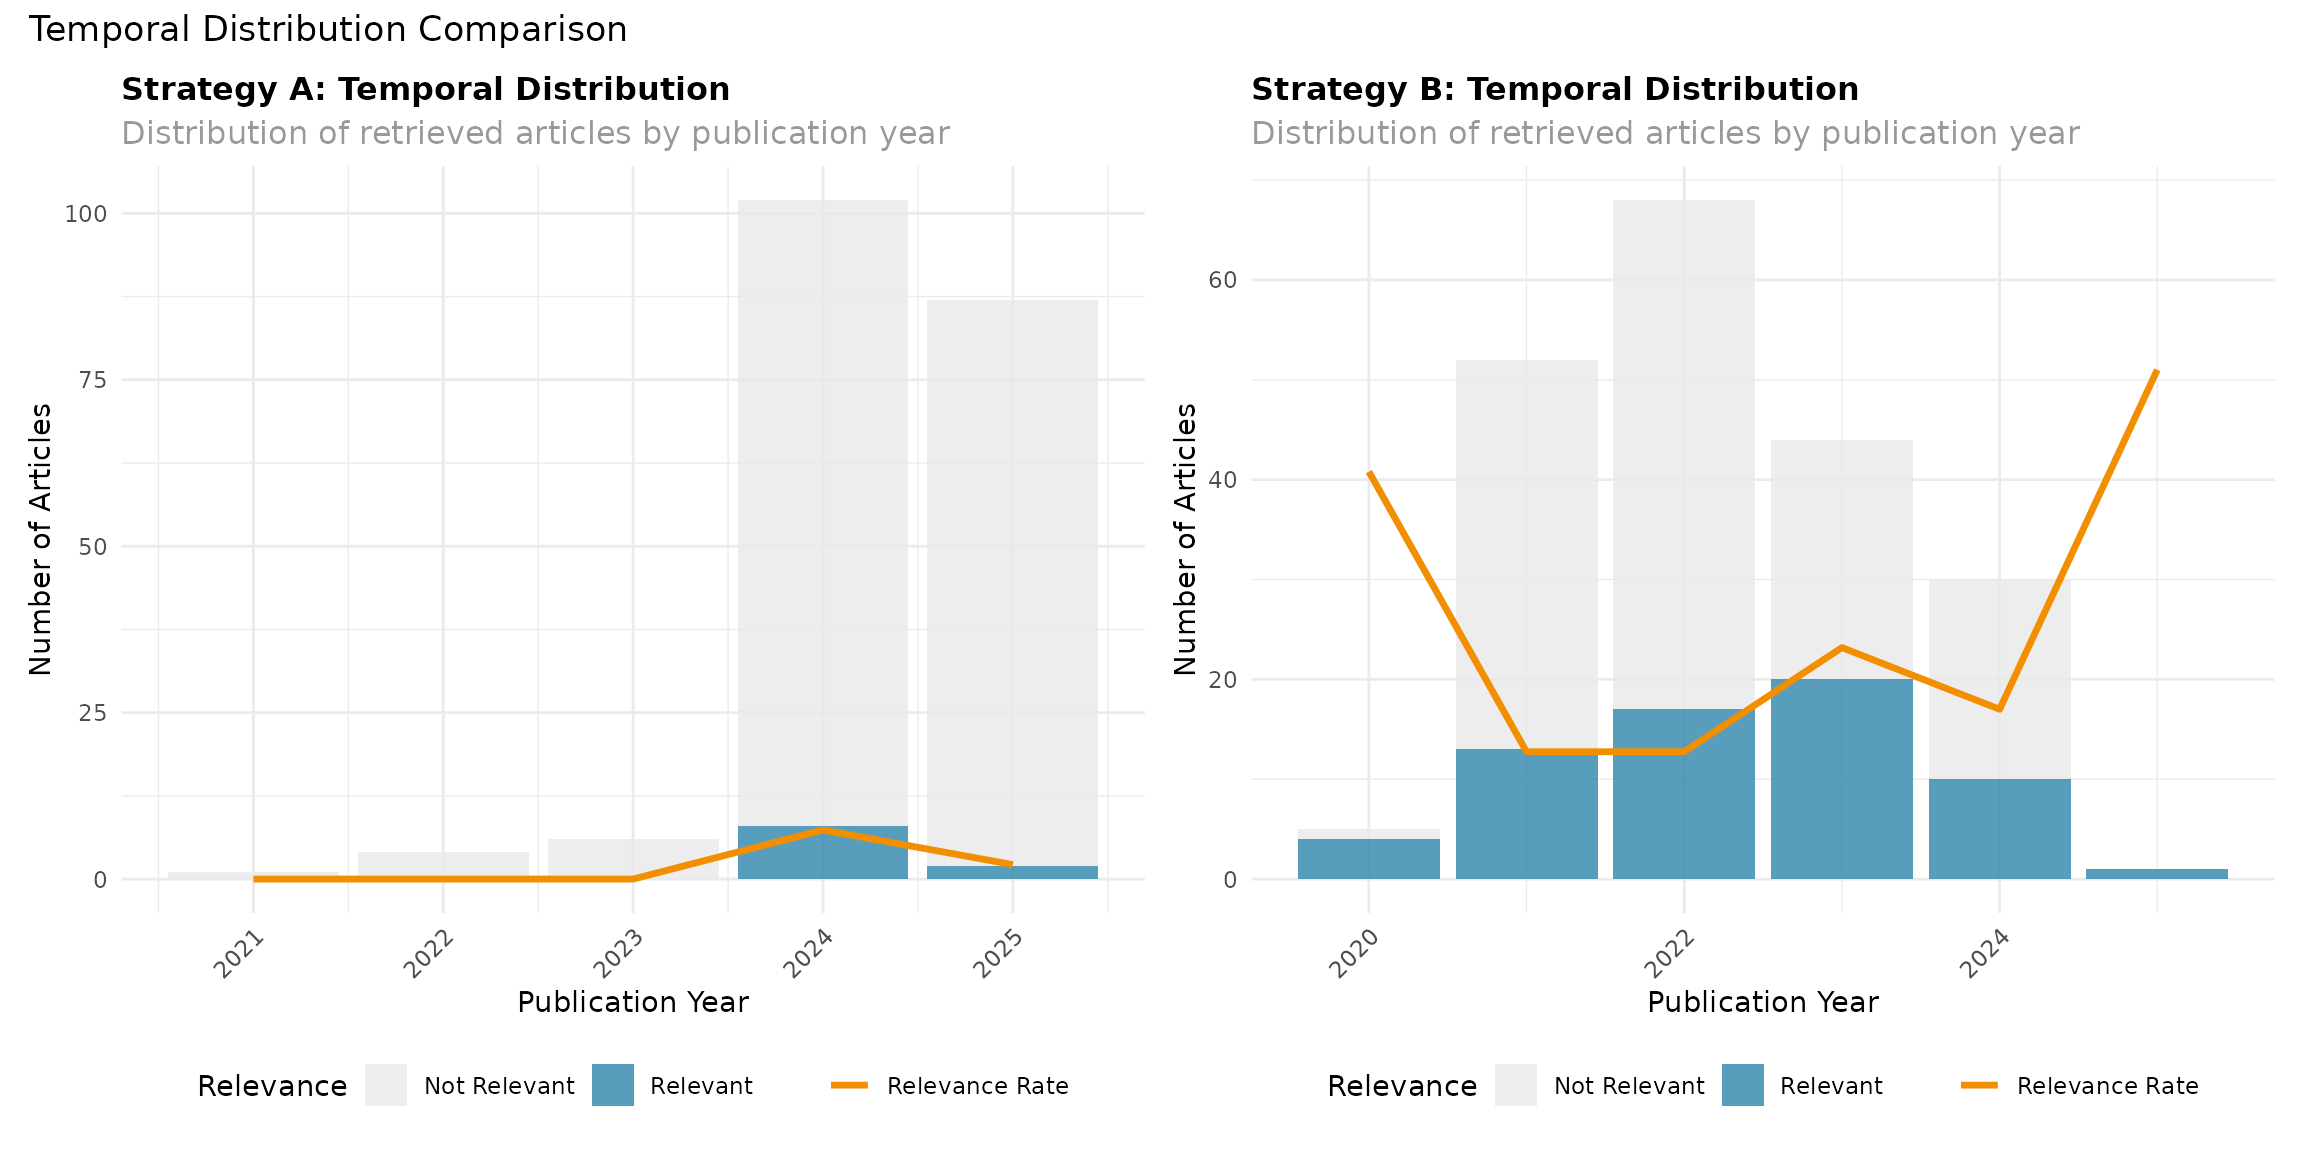 Temporal Distribution Comparison
Strategy A: Temporal Distribution
Distribution of retrieved articles by publication year
Number of Articles
100
75
50
25
0
2021
2022
2023
2024
2025
Publication Year
Relevance
Not Relevant
Relevant
Relevance Rate
Strategy B: Temporal Distribution
Distribution of retrieved articles by publication year
Number of Articles
60
40
20
0
2020
2022
2024
Publication Year
Relevance
Not Relevant
Relevant
Relevance Rate